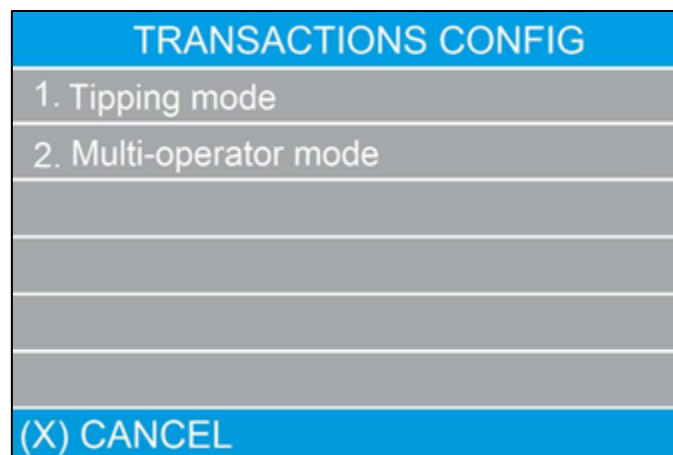 TRANSACTIONS CONFIG
1. Tipping mode
2. Multi-operator mode
(X) CANCEL